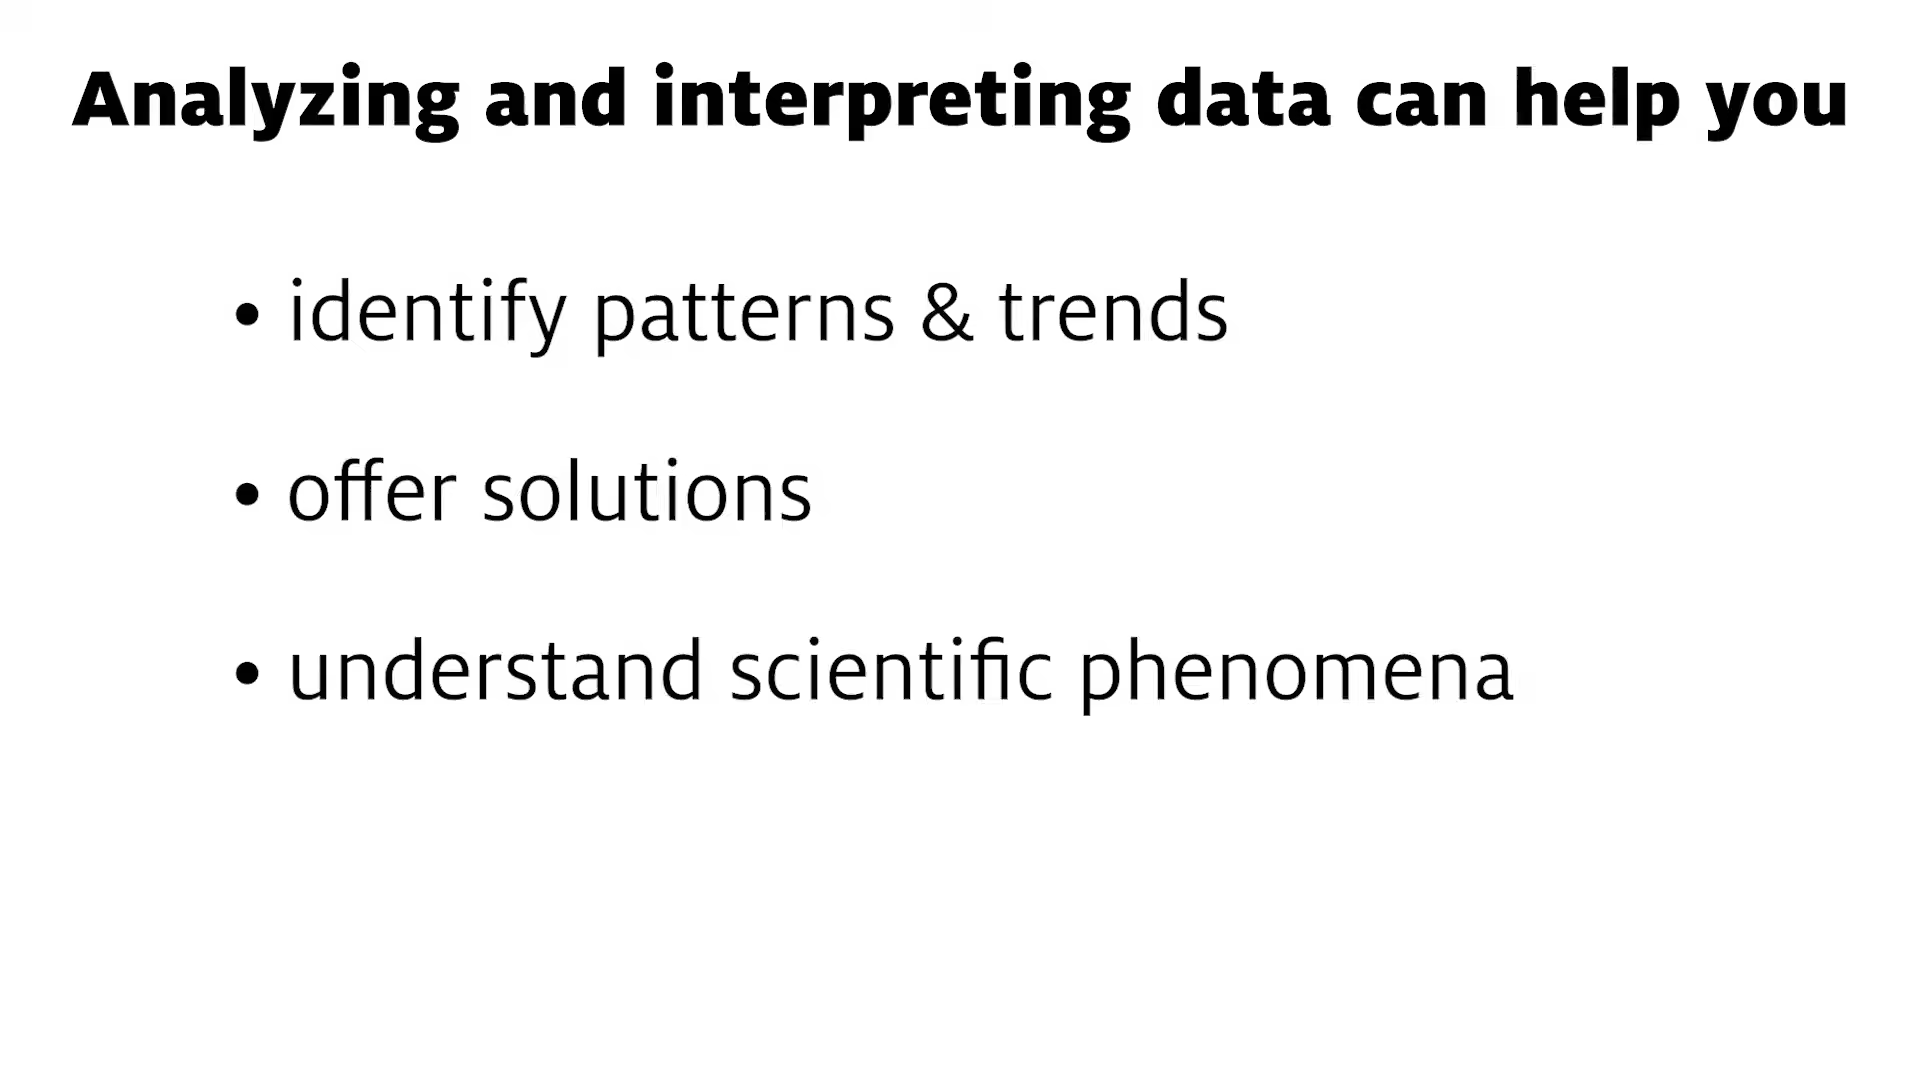 Analyzing and interpreting data can help you
• identify patterns & trends
• offer solutions
• understand scientific phenomena